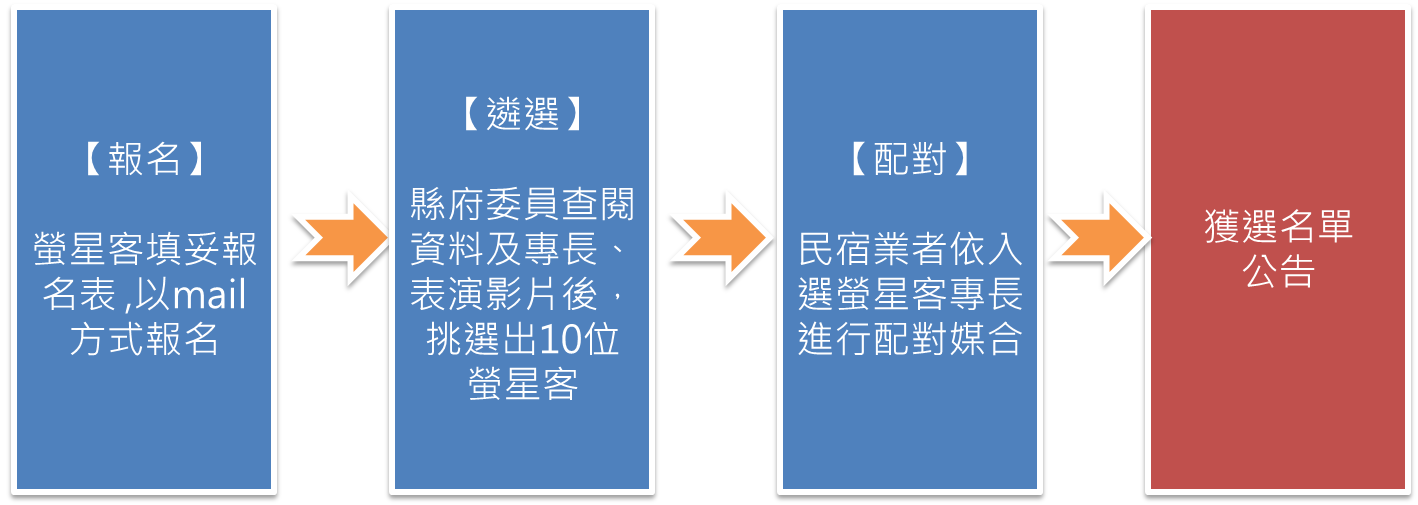 【報名】
螢星客填妥報
名表,以mail
方式報名
【遴選】
縣府委員查閱
資料及專長、
表演影片後，
挑選出10位
螢星客
【配對】
民宿業者依入
選螢星客專長
進行配對媒合
獲選名單
公告